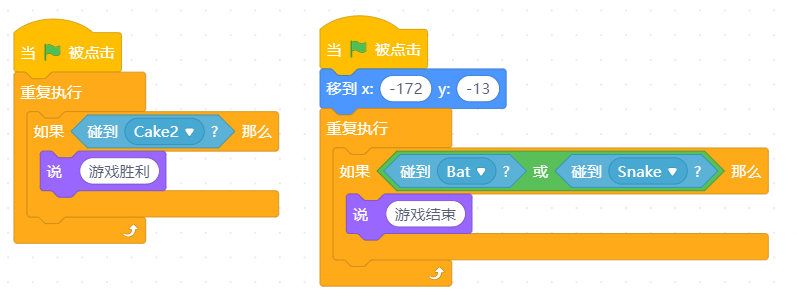 当 被点击
重复执行
如果 碰到 Cake2 ? 那么
说 游戏胜利
当 被点击
移到 x: -172 y: -13
重复执行
如果 碰到 Bat ? 或 碰到 Snake ? 那么
说 游戏结束